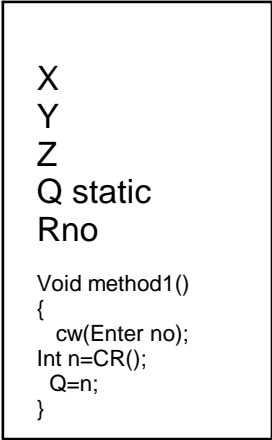 X
Y
Z
Q static
Rno
Void method1()
{
cw(Enter no);
Int n=CR();
Q=n;
}